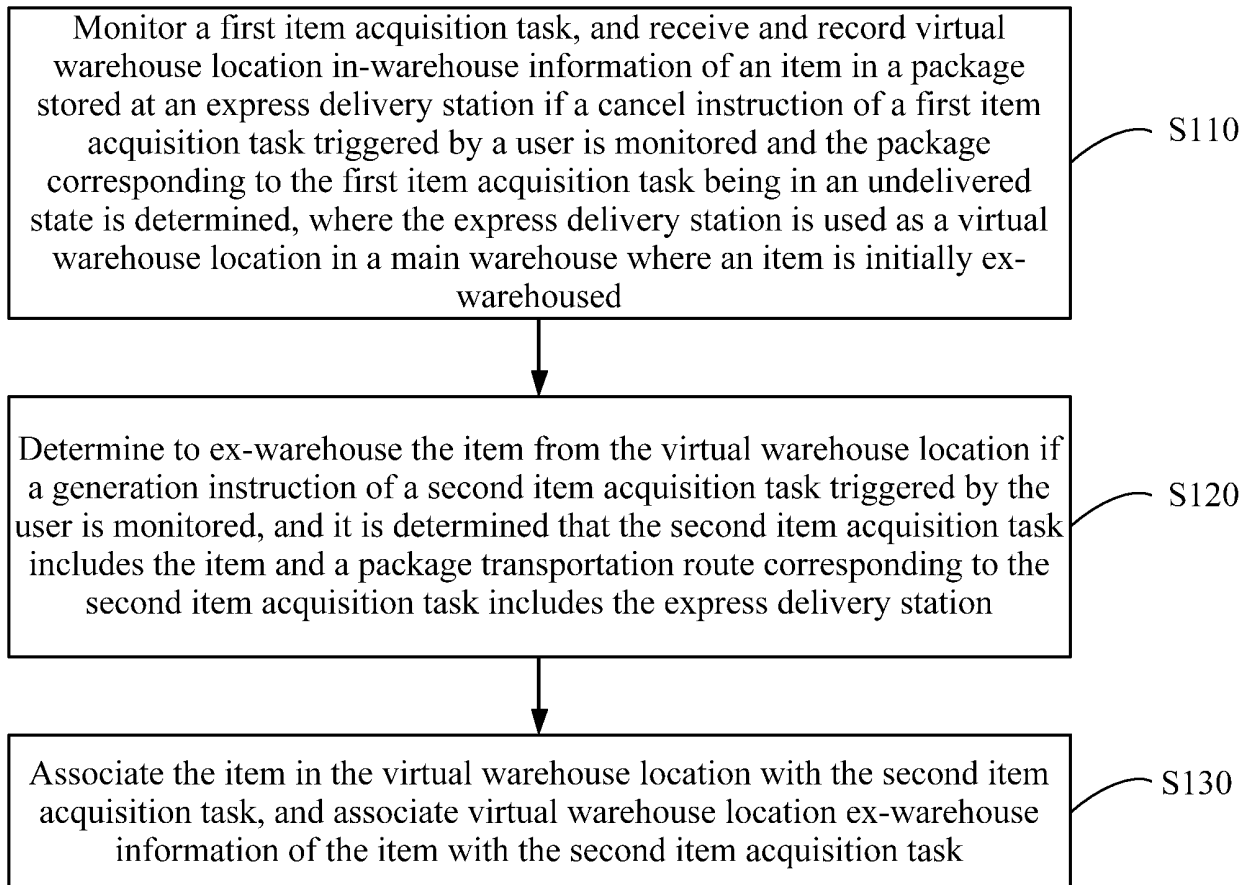 Monitor a first item acquisition task, and receive and record virtual
warehouse location in-warehouse information of an item in a package
stored at an express delivery station if a cancel instruction of a first item
acquisition task triggered by a user is monitored and the package
corresponding to the first item acquisition task being in an undelivered
state is determined, where the express delivery station is used as a virtual
warehouse location in a main warehouse where an item is initially ex-
warehoused
S110
Determine to ex-warehouse the item from the virtual warehouse location if
a generation instruction of a second item acquisition task triggered by the
user is monitored, and it is determined that the second item acquisition task
includes the item and a package transportation route corresponding to the
second item acquisition task includes the express delivery station
S120
Associate the item in the virtual warehouse location with the second item
acquisition task, and associate virtual warehouse location ex-warehouse
information of the item with the second item acquisition task
S130